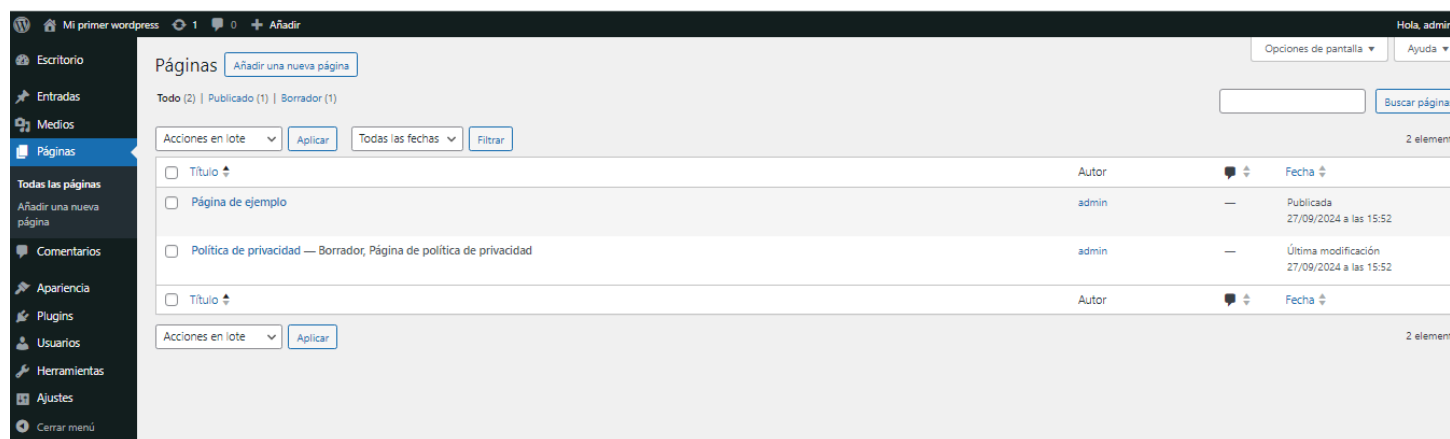 Mi primer wordpress 1 0 Añadir Hola, admin
Escritorio
Entradas
Medios
Páginas
Todas las páginas
Añadir una nueva
página
Comentarios
Apariencia
Plugins
Usuarios
Herramientas
Ajustes
Cerrar menú
Opciones de pantalla Ayuda
Páginas Añadir una nueva página
Todo (2) | Publicado (1) | Borrador (1)
Buscar página
Acciones en lote Aplicar Todas las fechas Filtrar 2 element
Título Autor Fecha
Página de ejemplo admin — Publicada
27/09/2024 a las 15:52
Política de privacidad — Borrador, Página de política de privacidad admin — Última modificación
27/09/2024 a las 15:52
Título Autor Fecha
Acciones en lote Aplicar 2 element